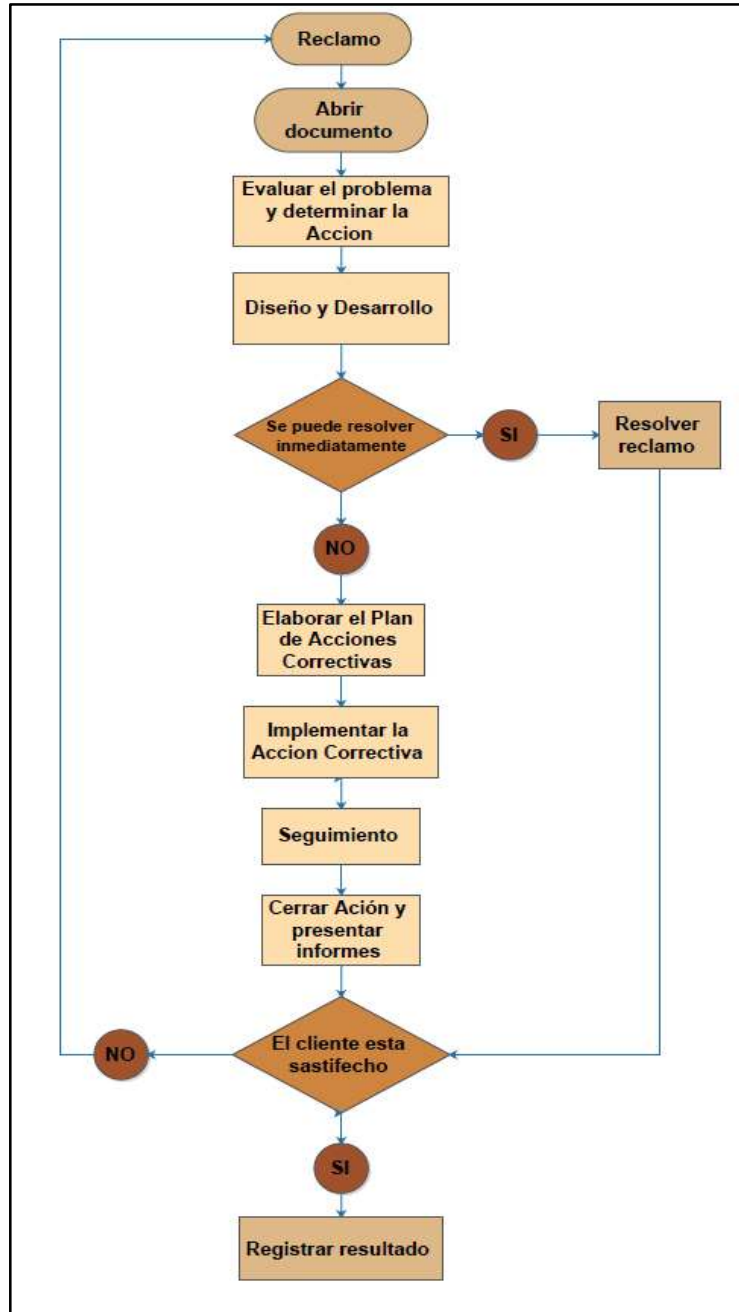 Reclamo
Abrir
documento
Evaluar el problema
y determinar la
Accion
Diseño y Desarrollo
Se puede resolver
inmediatamente
SI
Resolver
reclamo
NO
Elaborar el Plan
de Acciones
Correctivas
Implementar la
Accion Correctiva
Seguimiento
Cerrar Ación y
presentar
informes
El cliente esta
sastifecho
NO
SI
Registrar resultado